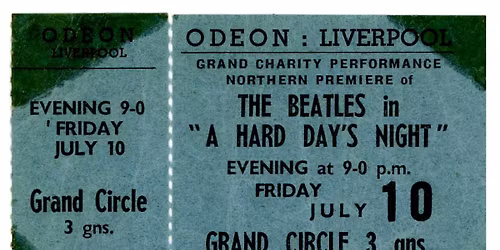 ODEON
LIVERPOOL
EVENING 9-0
FRIDAY
JULY 10
Grand Circle
3 gns.
ODEON : LIVERPOOL
GRAND CHARITY PERFORMANCE
NORTHERN PREMIERE of
THE BEATLES in
"A HARD DAY'S NIGHT"
EVENING at 9-0 p.m.
FRIDAY
JULY 10
GRAND CIRCLE 3 gns